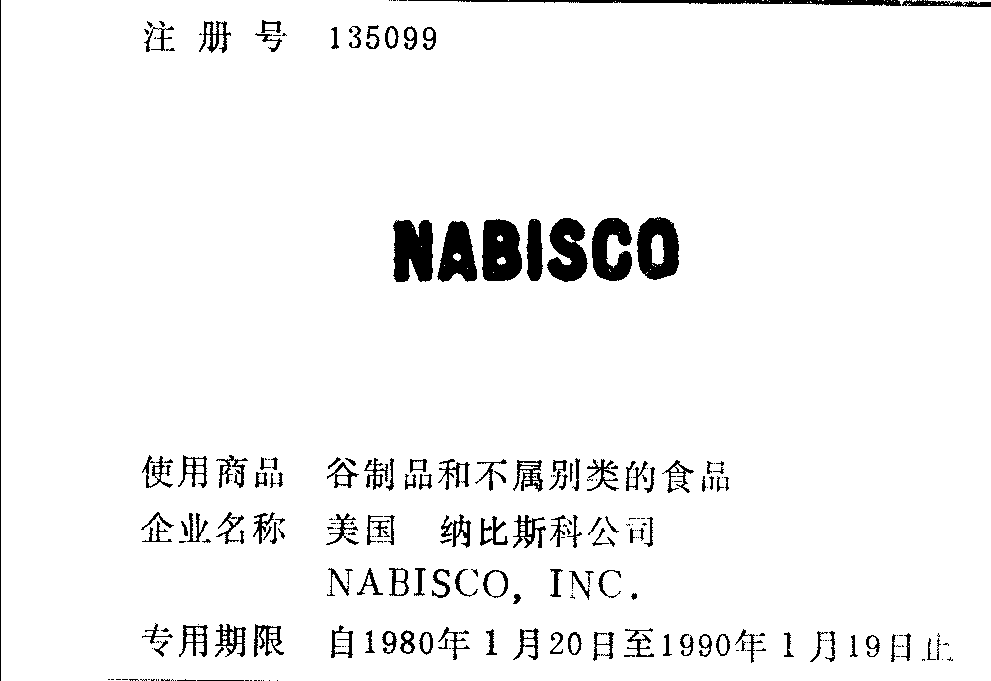 注册号 135099
NABISCO
使用商品 谷制品和不属别类的食品
企业名称 美国 纳比斯科公司
NABISCO, INC.
专用期限 自1980年1月20日至1990年1月19日止